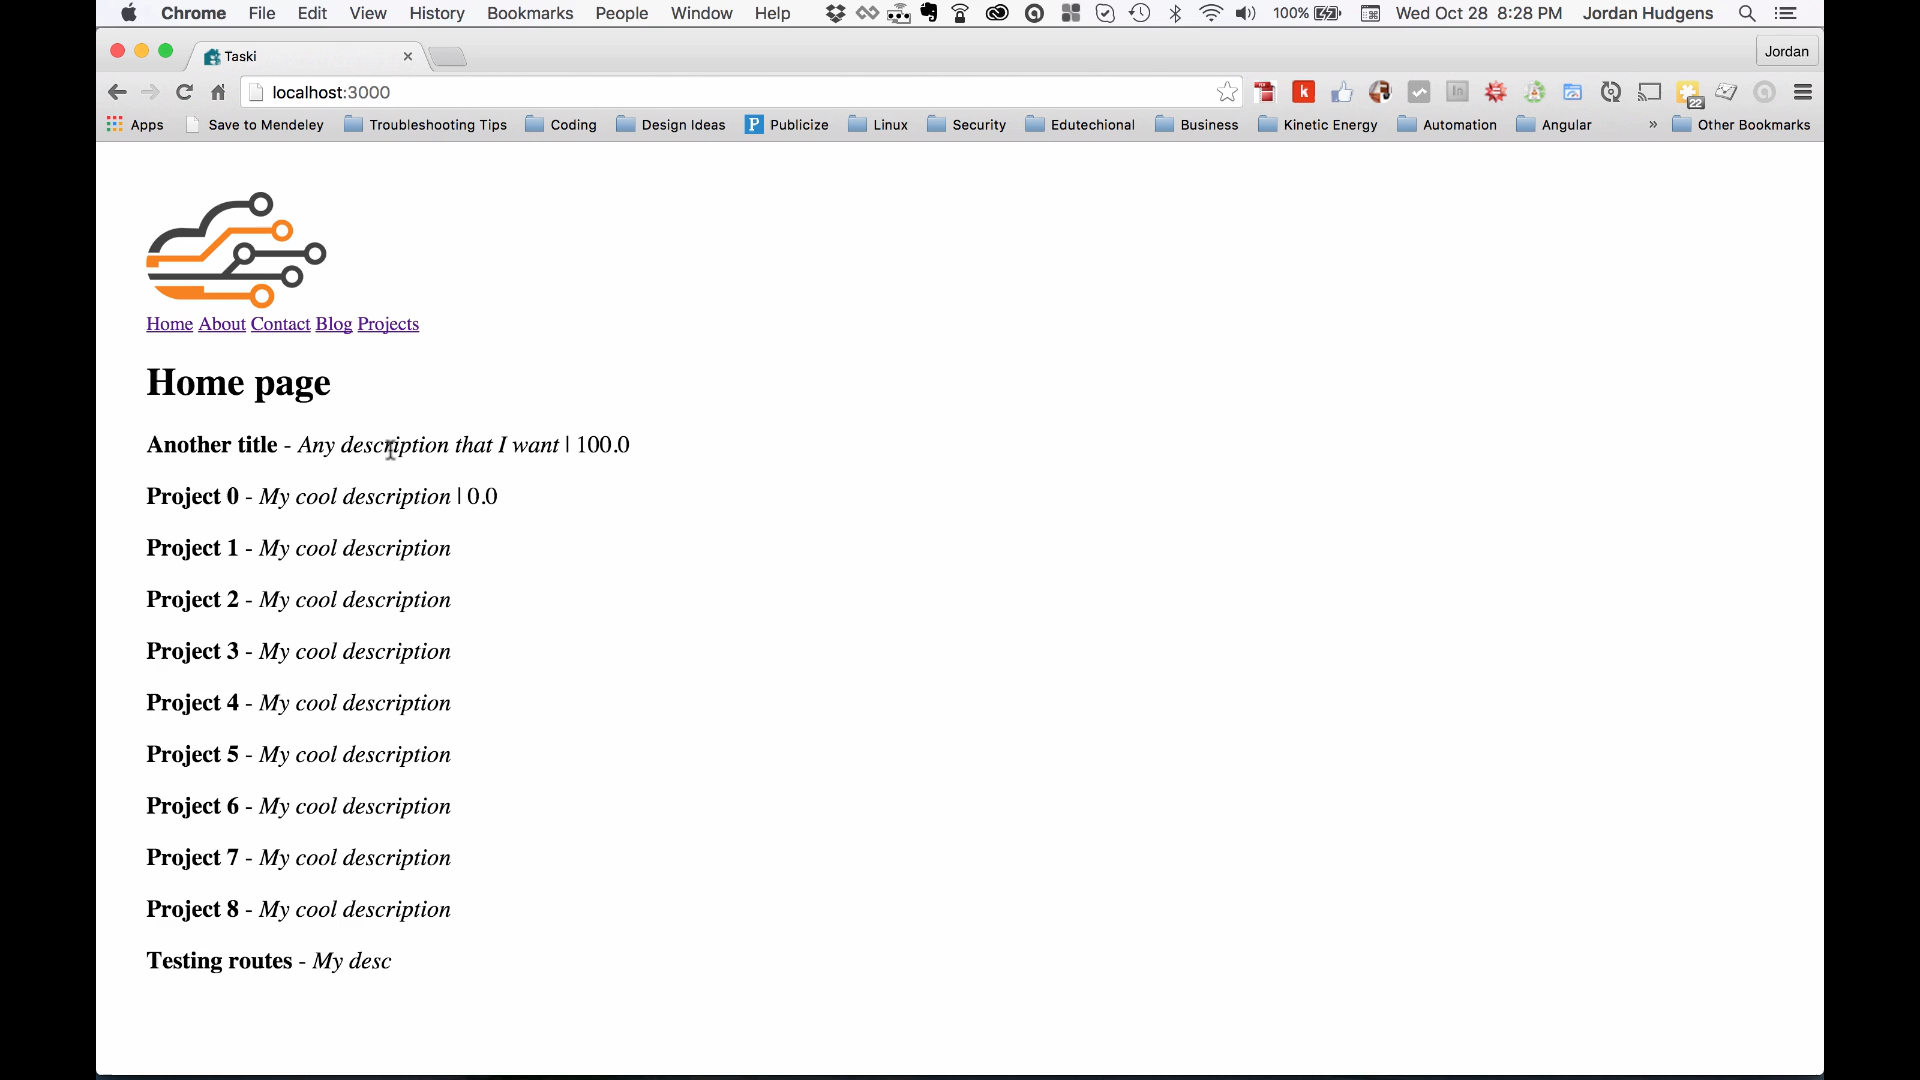 Chrome File Edit View History Bookmarks People Window Help 100% Wed Oct 28 8:28 PM Jordan Hudgens
Taski Jordan
localhost:3000 22
Apps Save to Mendeley Troubleshooting Tips Coding Design Ideas Publicize Linux Security Edutechional Business Kinetic Energy Automation Angular » Other Bookmarks
Home About Contact Blog Projects
Home page
Another title - Any description that I want | 100.0
Project 0 - My cool description | 0.0
Project 1 - My cool description
Project 2 - My cool description
Project 3 - My cool description
Project 4 - My cool description
Project 5 - My cool description
Project 6 - My cool description
Project 7 - My cool description
Project 8 - My cool description
Testing routes - My desc